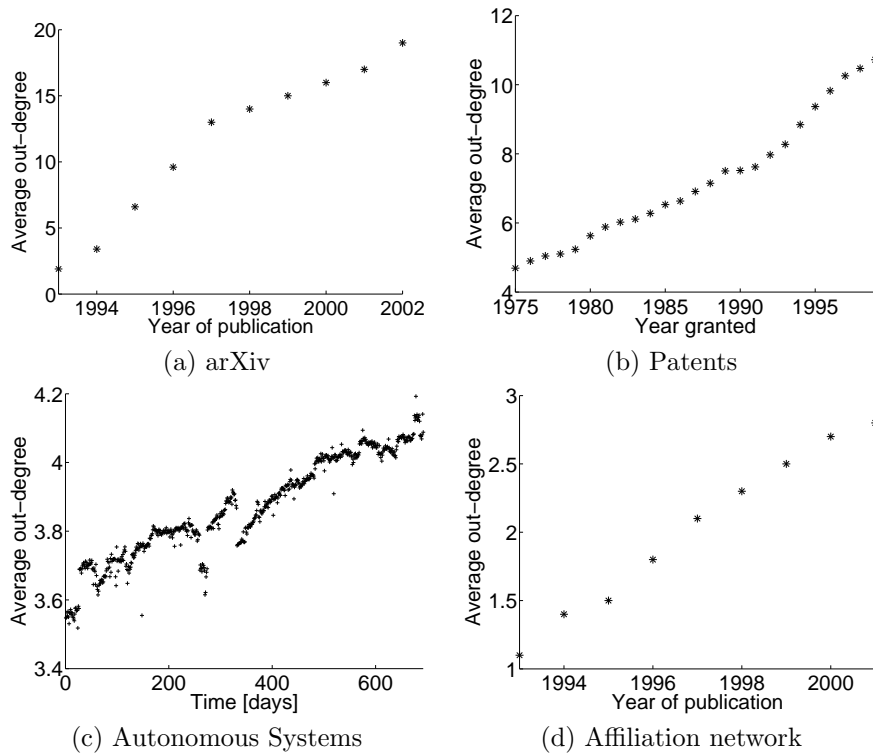 20
15
10
5
0
Average out−degree
1994 1996 1998 2000 2002
Year of publication
(a) arXiv
12
10
8
6
4
Average out−degree
1975 1980 1985 1990 1995
Year granted
(b) Patents
4.2
4
3.8
3.6
3.4
Average out−degree
0 200 400 600
Time [days]
(c) Autonomous Systems
3
2.5
2
1.5
1
Average out−degree
1994 1996 1998 2000
Year of publication
(d) Affiliation network